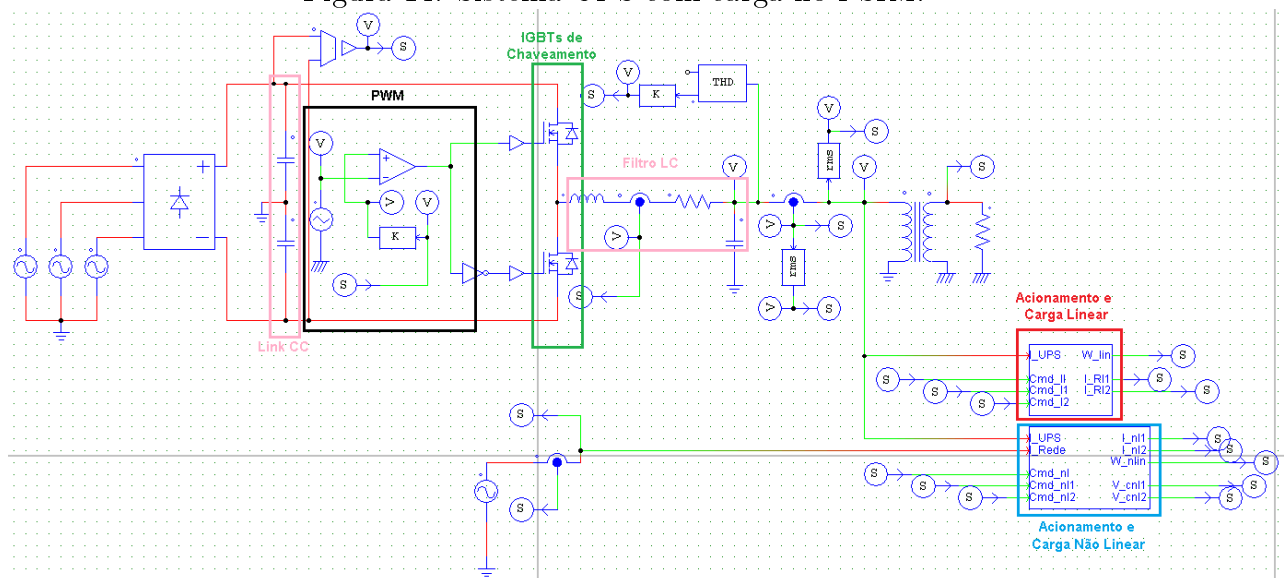 Figura 14: Sistema UPS com carga no PSIM.
V
S
IGBTs de
Chaveamento
PWM
V
S
K
THD
V
S
rms
Filtro LC
V
V
V
V
K
S
V
S
V
S
rms
V
S
S
Link CC
Acionamento e
Carga Linear
I_UPS
W_lin
S
S
Cmd_ll
I_Rl1
S
S
Cmd_l1
I_Rl2
S
S
Cmd_l2
S
I_UPS
I_nl1
S
I_Rede
I_nl2
S
W_nlin
S
S
Cmd_nl
S
Cmd_nl1
V_cnl1
S
S
Cmd_nl2
V_cnl2
S
S
Acionamento e
Carga Não Linear